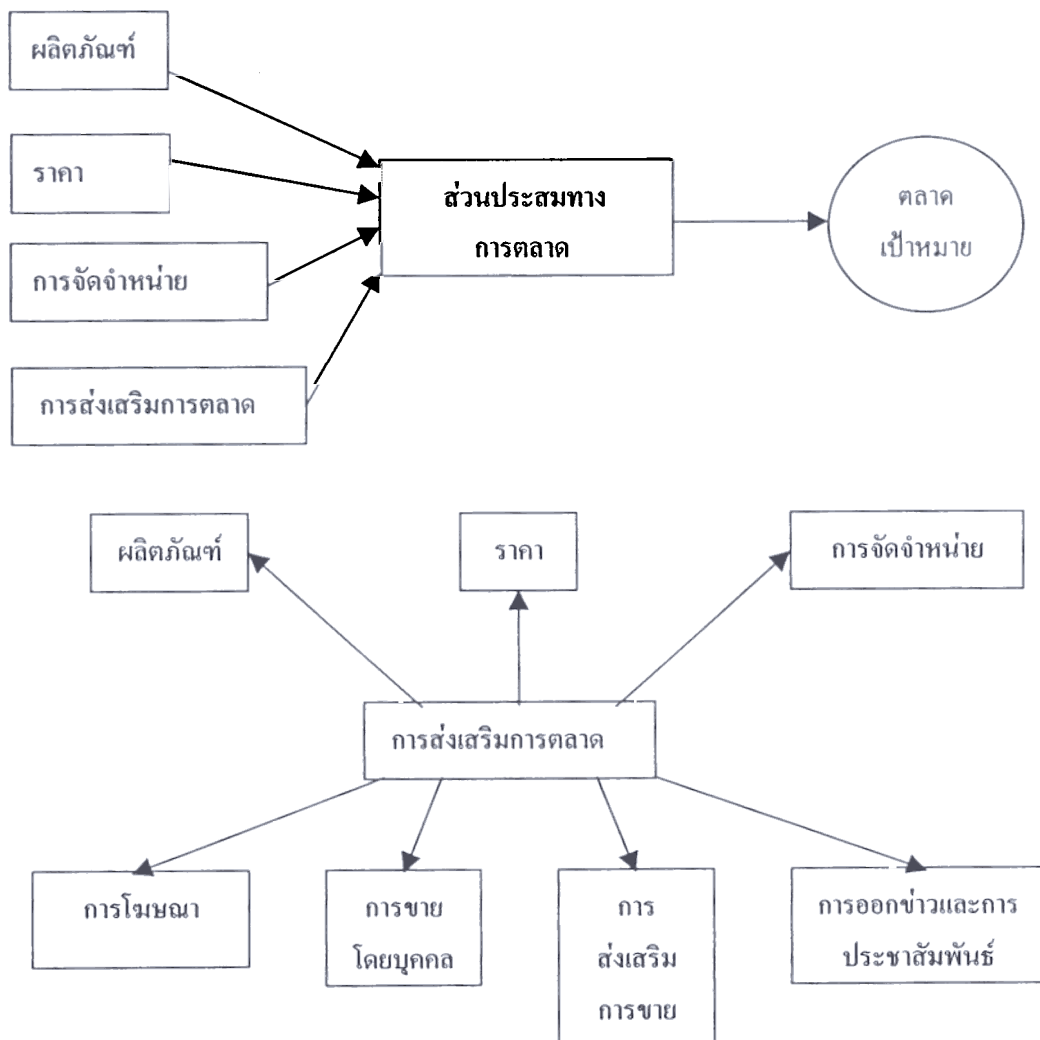 ผลิตภัณฑ์
ราคา
การจัดจำหน่าย
การส่งเสริมการตลาด
ส่วนประสมทาง
การตลาด
ตลาด
เป้าหมาย
ผลิตภัณฑ์
ราคา
การจัดจำหน่าย
การส่งเสริมการตลาด
การโฆษณา
การขาย
โดยบุคคล
การ
ส่งเสริม
การขาย
การออกข่าวและการ
ประชาสัมพันธ์